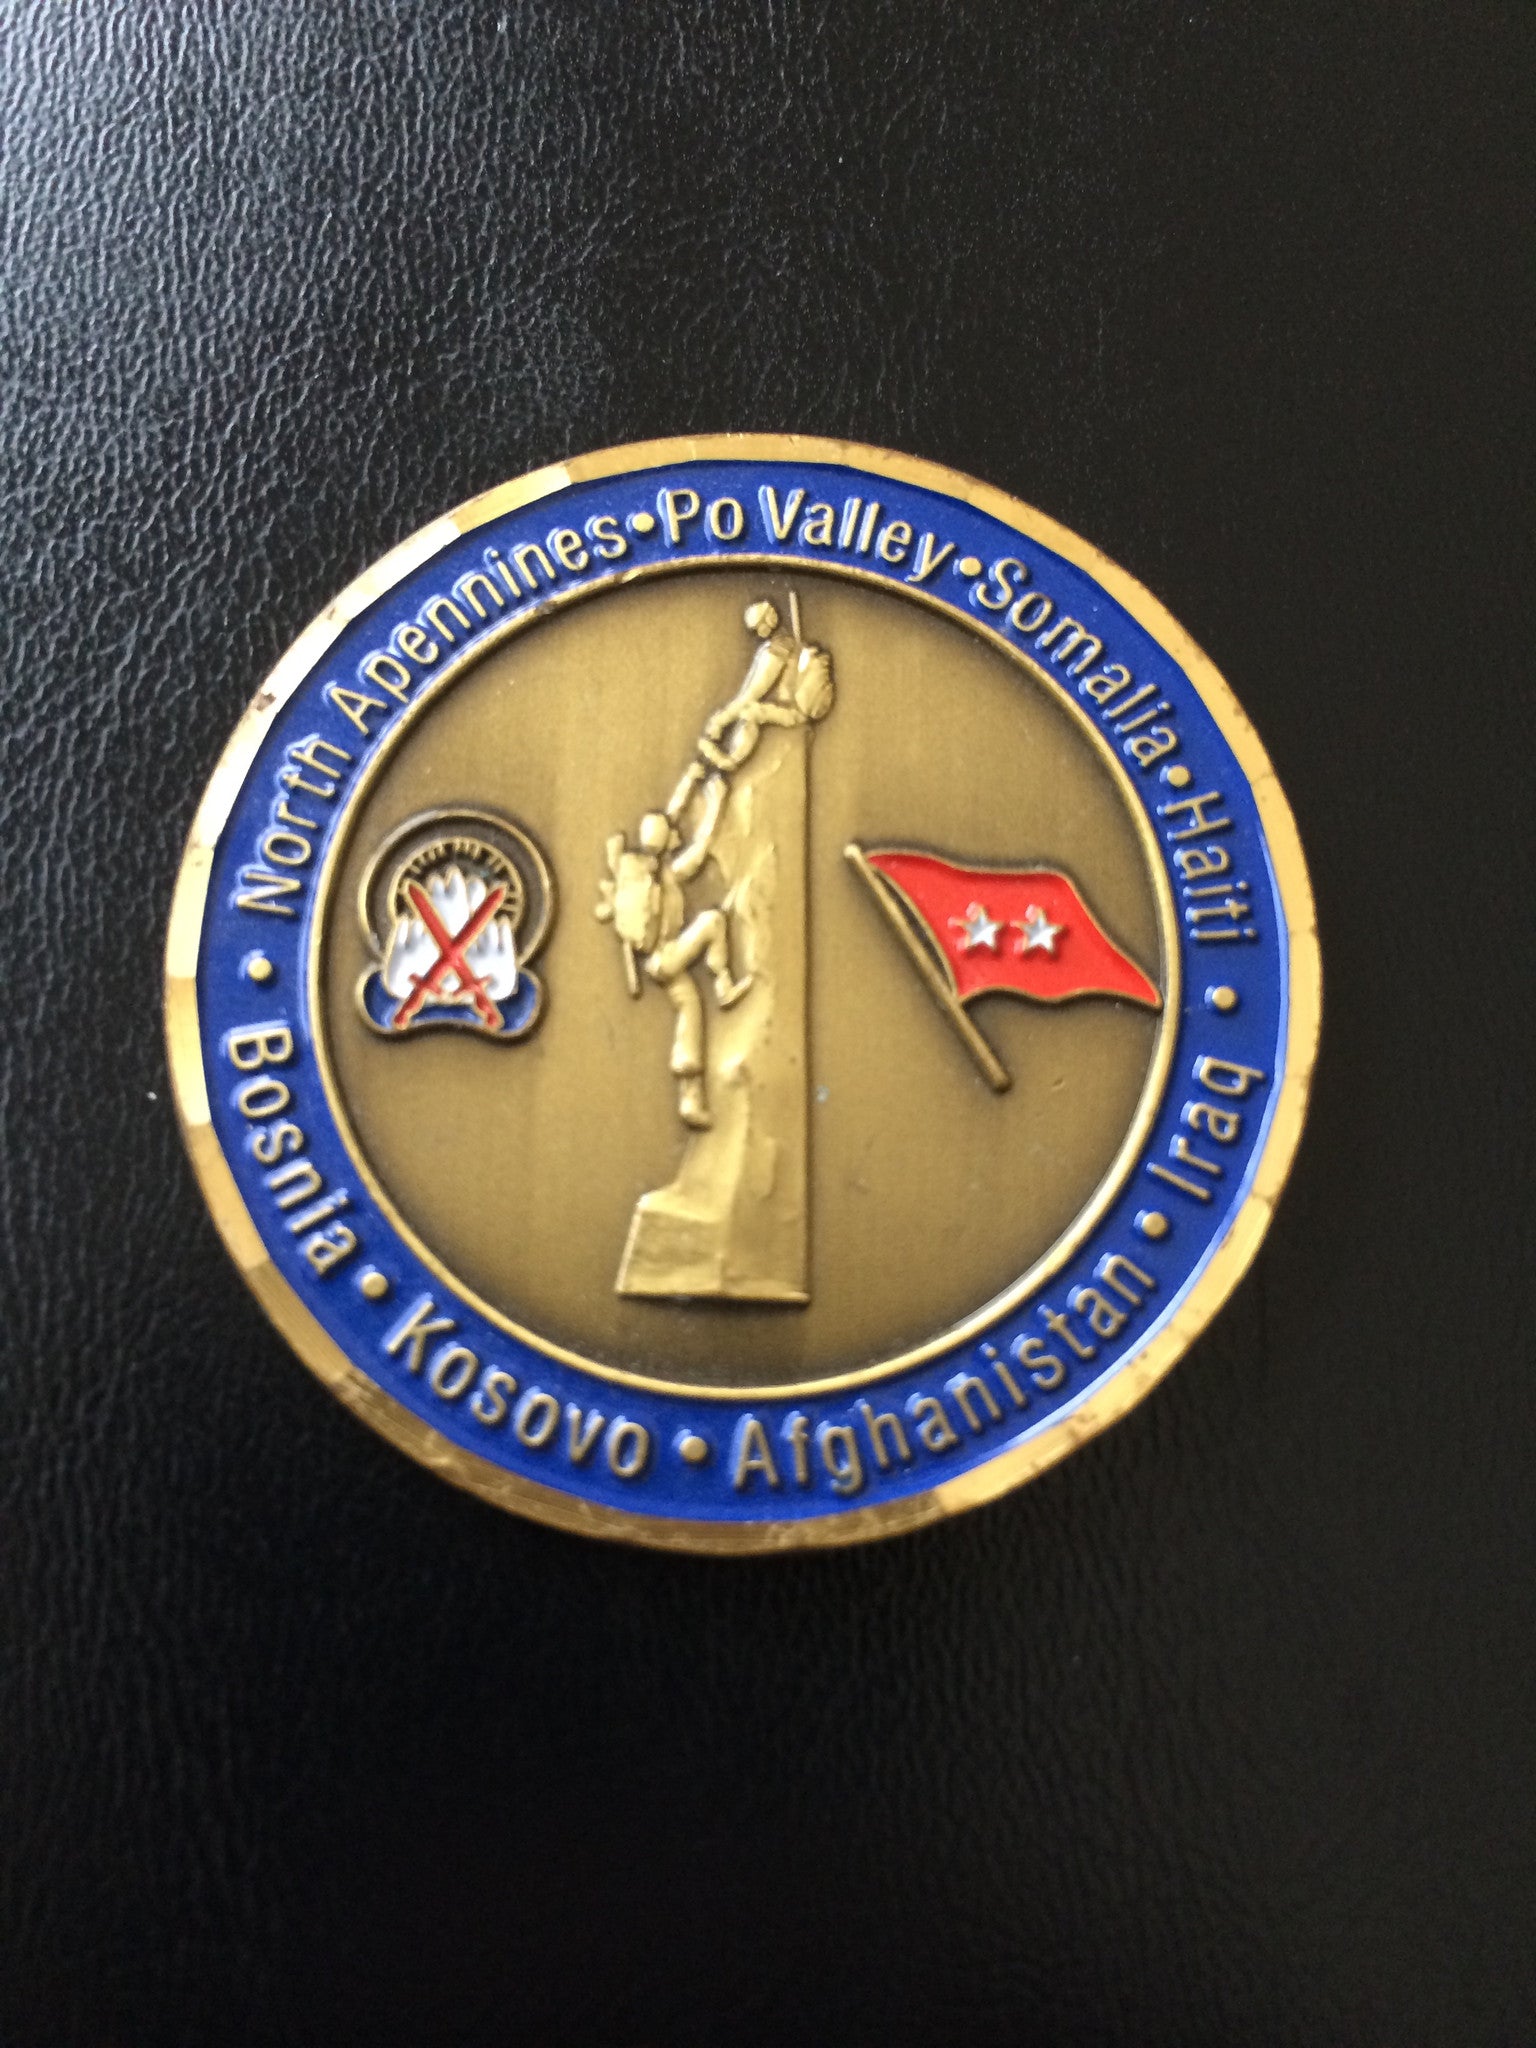 North Apennines • Po Valley • Somalia • Haiti •
Bosnia • Kosovo • Afghanistan • Iraq •